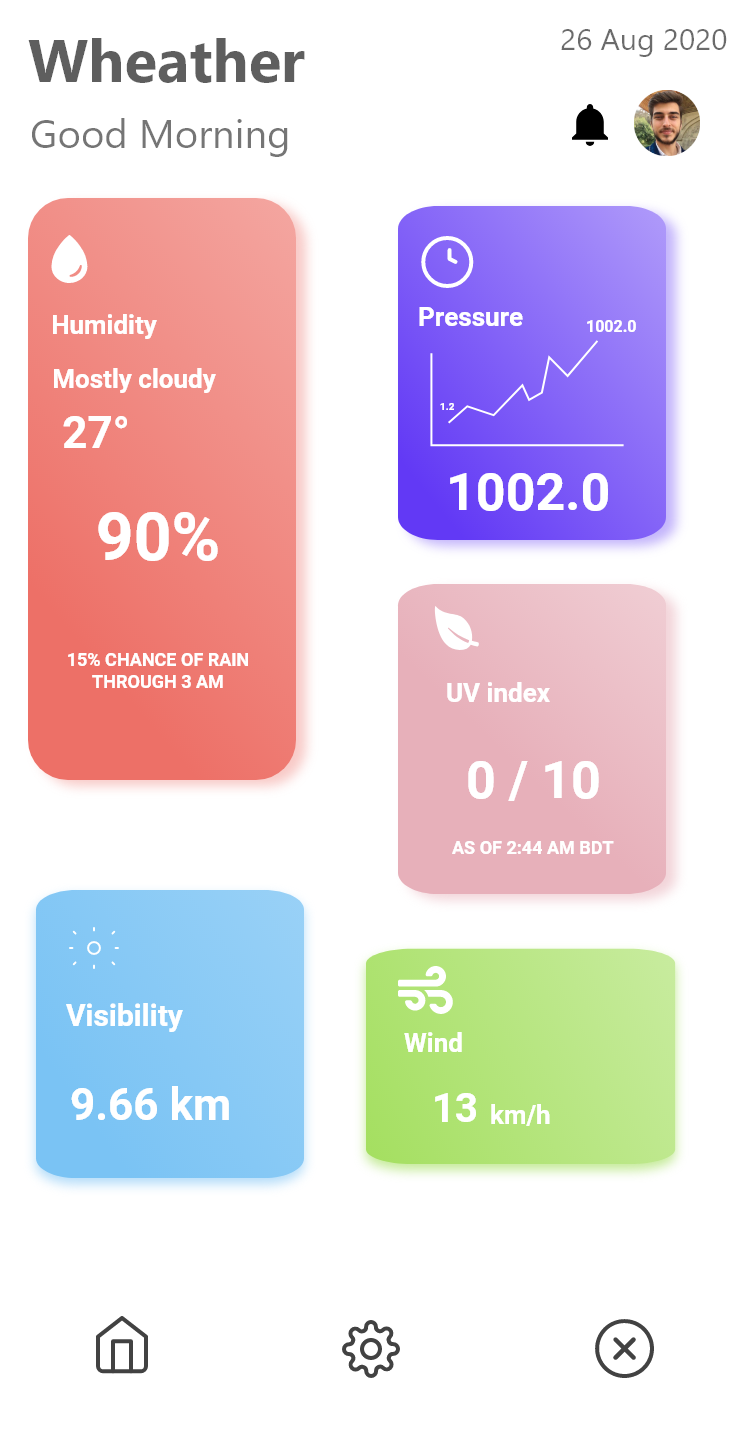 Wheather
26 Aug 2020
Good Morning
Humidity
Mostly cloudy
27°
90%
15% CHANCE OF RAIN
THROUGH 3 AM
Pressure
1002.0
1.2
1002.0
UV index
0 / 10
AS OF 2:44 AM BDT
Visibility
9.66 km
Wind
13 km/h